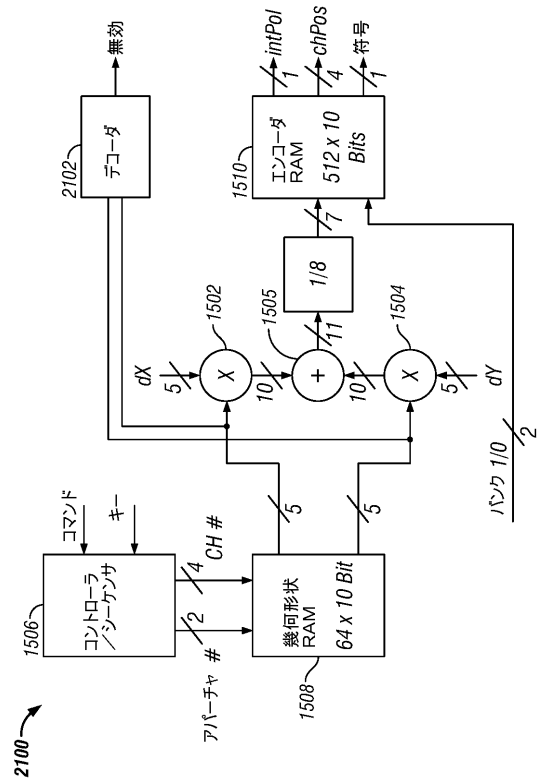 2100
1506
コントローラ
/シーケンサ
コマンド
キー
4
CH #
2
アパーチャ #
1508
幾何形状
RAM
64 x 10 Bit
5
5
2102
デコーダ
無効
dX
5
1502
X
10
1505
+
10
1504
X
5
dY
11
1/8
7
1510
エンコーダ
RAM
512 x 10
Bits
intPol
1
chPos
4
符号
1
バンク 1/0
2